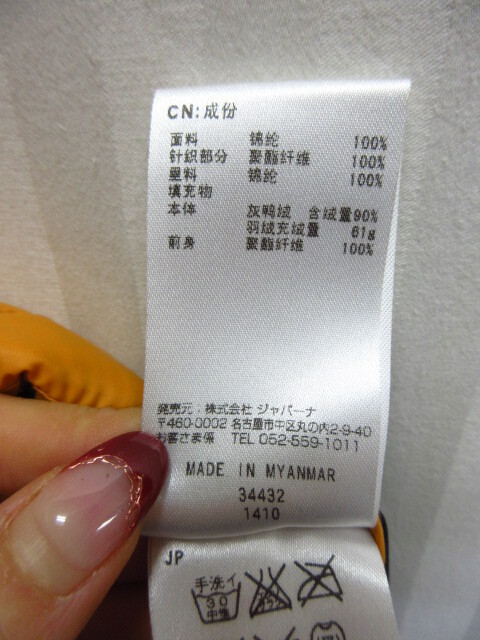 CN:成份
面料 锦纶 100%
针织部分 聚酯纤维 100%
里料 锦纶 100%
填充物
本体 灰鸭绒 含绒量90%
羽绒充绒量 61g
前身 聚酯纤维 100%
発売元:株式会社 ジャパーナ
〒460-0002 名古屋市中区丸の内2-9-40
お客さま係 TEL 052-559-1011
MADE IN MYANMAR
34432
1410
JP
手洗イ
30
中性